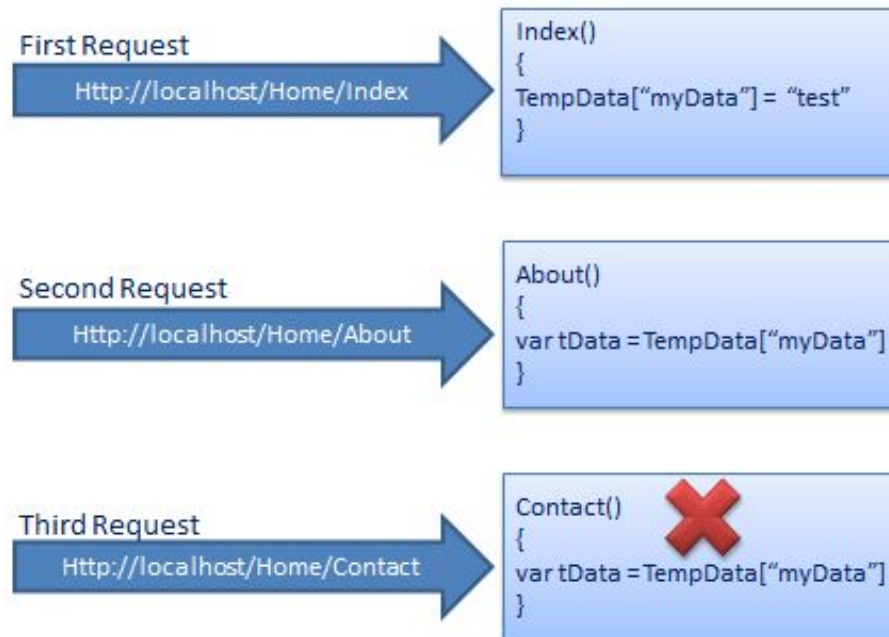 First Request
Http://localhost/Home/Index
Index()
{
TempData[“myData”] = “test”
}
Second Request
Http://localhost/Home/About
About()
{
var tData =TempData[“myData”]
}
Third Request
Http://localhost/Home/Contact
Contact()
{
var tData =TempData[“myData”]
}